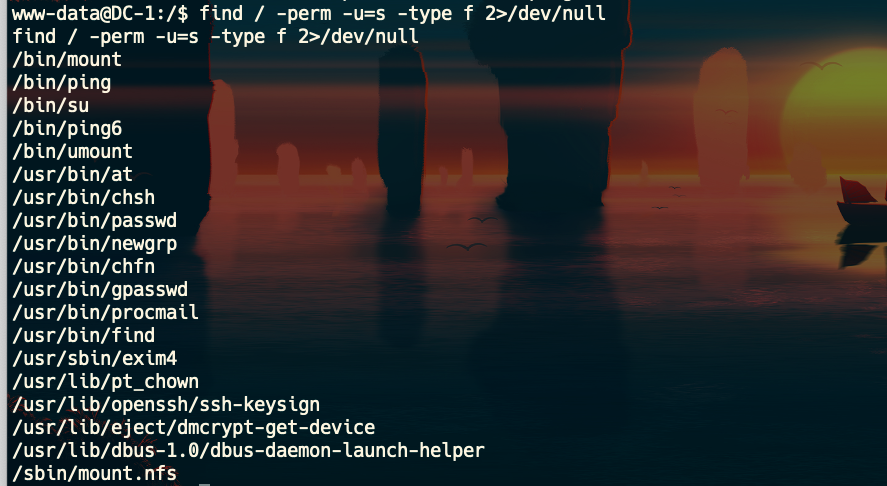 www-data@DC-1:/$ find / -perm -u=s -type f 2>/dev/null
find / -perm -u=s -type f 2>/dev/null
/bin/mount
/bin/ping
/bin/su
/bin/ping6
/bin/umount
/usr/bin/at
/usr/bin/chsh
/usr/bin/passwd
/usr/bin/newgrp
/usr/bin/chfn
/usr/bin/gpasswd
/usr/bin/procmail
/usr/bin/find
/usr/sbin/exim4
/usr/lib/pt_chown
/usr/lib/openssh/ssh-keysign
/usr/lib/eject/dmcrypt-get-device
/usr/lib/dbus-1.0/dbus-daemon-launch-helper
/sbin/mount.nfs